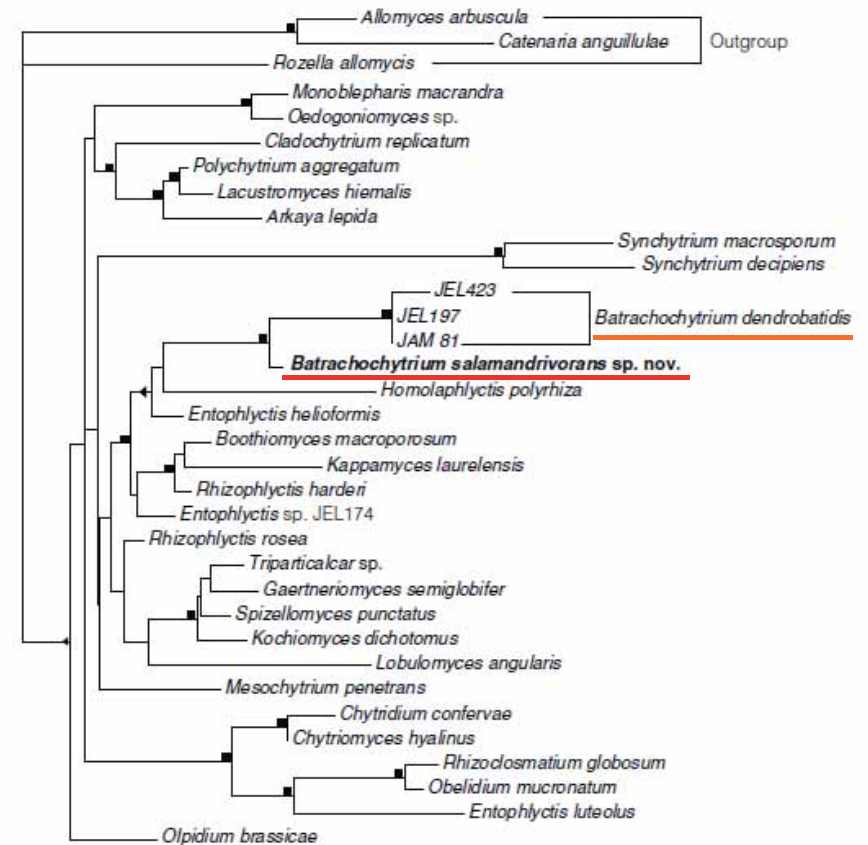 Allomyces arbuscula
Catenaria anguillulae
Outgroup
Rozella allomycis
Monoblepharis macrandra
Oedogoniomyces sp.
Cladochytrium replicatum
Polychytrium aggregatum
Lacustromyces hiemalis
Arkaya lepida
Synchytrium macrosporum
Synchytrium decipiens
JEL423
JEL197
Batrachochytrium dendrobatidis
JAM 81
Batrachochytrium salamandrivorans sp. nov.
Homolaphlyctis polyrhiza
Entophlyctis helioformis
Boothiomyces macroporosum
Kappamyces laurelensis
Rhizophlyctis harderi
Entophlyctis sp. JEL174
Rhizophlyctis rosea
Triparticalcar sp.
Gaertneriomyces semiglobifer
Spizellomyces punctatus
Kochiomyces dichotomus
Lobulomyces angularis
Mesochytrium penetrans
Chytridium confervae
Chytriomyces hyalinus
Rhizoclosmatium globosum
Obelidium mucronatum
Entophlyctis luteolus
Olpidium brassicae